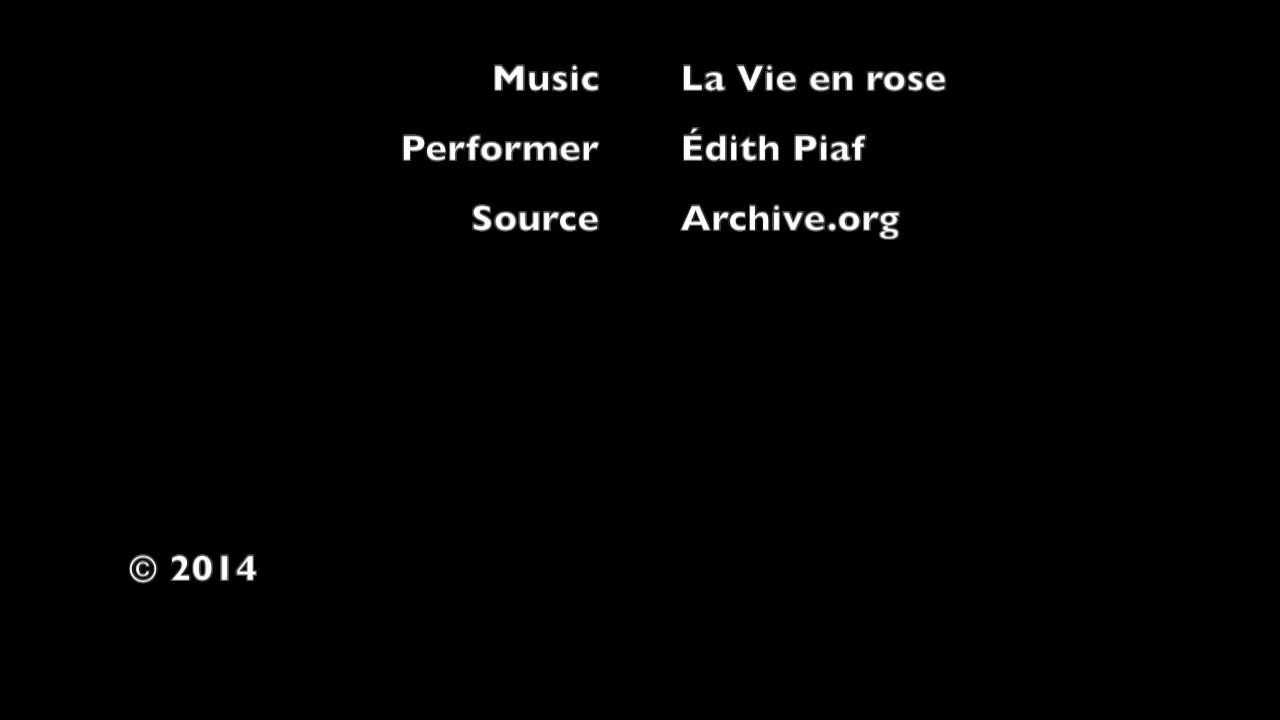 Music La Vie en rose
Performer Édith Piaf
Source Archive.org
© 2014